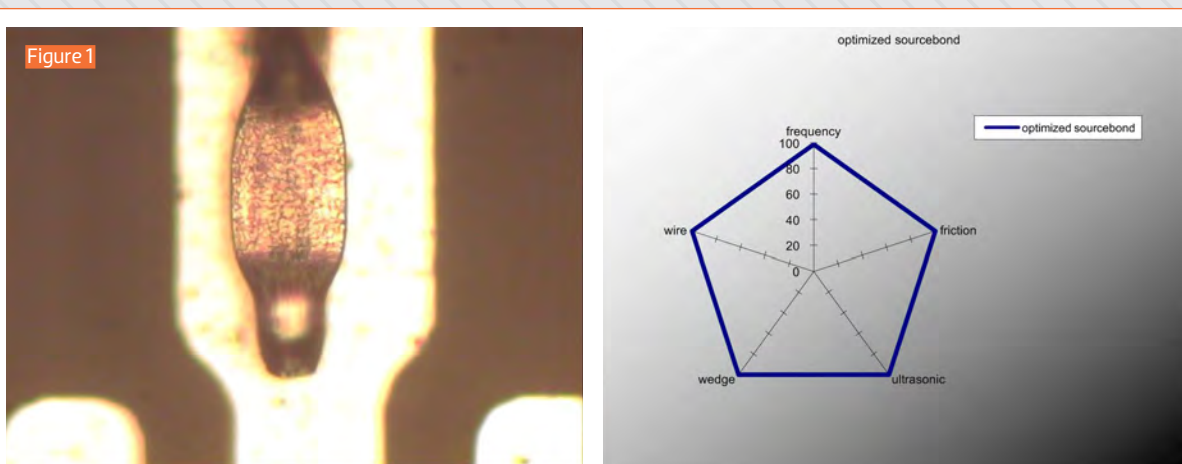 Figure 1
optimized sourcebond
optimized sourcebond
frequency
100
80
60
40
20
0
wire
friction
wedge
ultrasonic